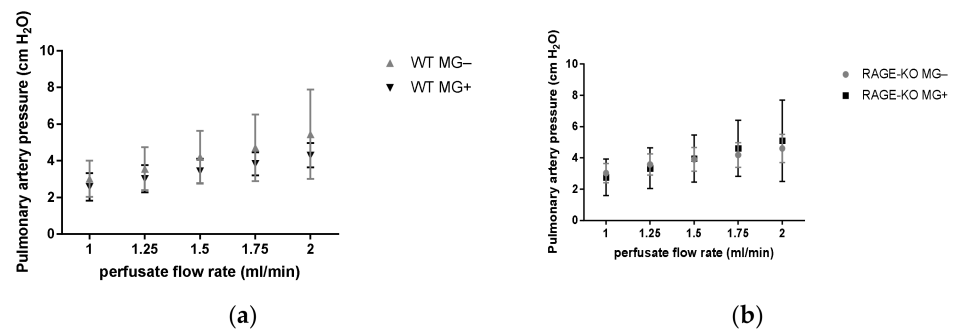 Pulmonary artery pressure (cm H₂O)
10
8
6
4
2
0
1 1.25 1.5 1.75 2
perfusate flow rate (ml/min)
WT MG–
WT MG+
(a)
Pulmonary artery pressure (cm H₂O)
10
8
6
4
2
0
1 1.25 1.5 1.75 2
perfusate flow rate (ml/min)
RAGE-KO MG–
RAGE-KO MG+
(b)